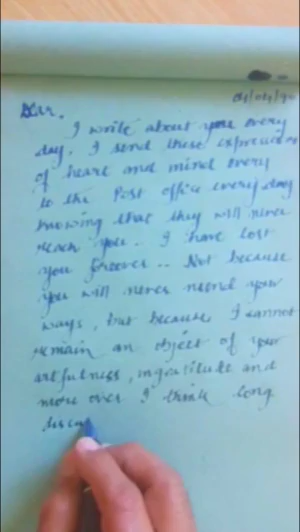 Dear,
I write about you every
day. I send these expressions
of heart and mind every
to the Post office every day
knowing that they will never
reach you. I have lost
you forever .. Not because
you will never mend your
ways, but because I cannot
remain an object of your
artfulness, ingratitude and
more over I think long